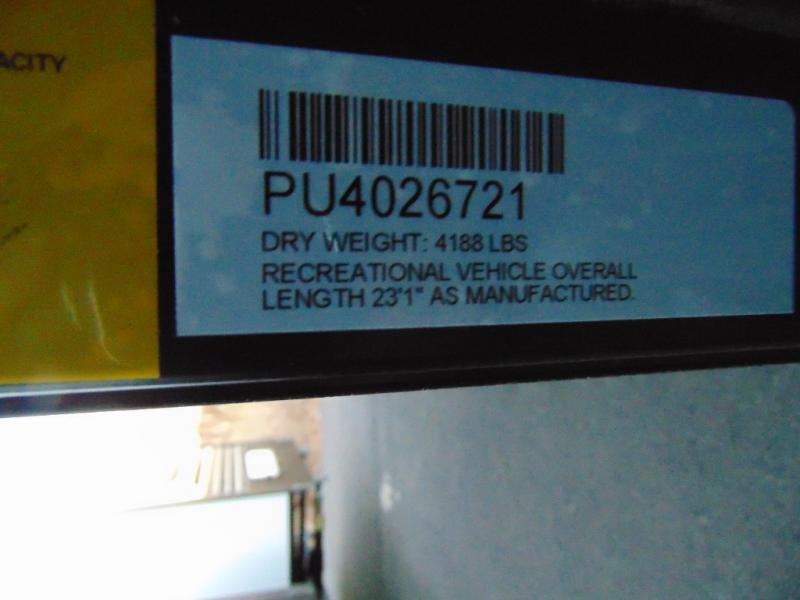 ACITY
PU4026721
DRY WEIGHT: 4188 LBS
RECREATIONAL VEHICLE OVERALL
LENGTH 23'1" AS MANUFACTURED.